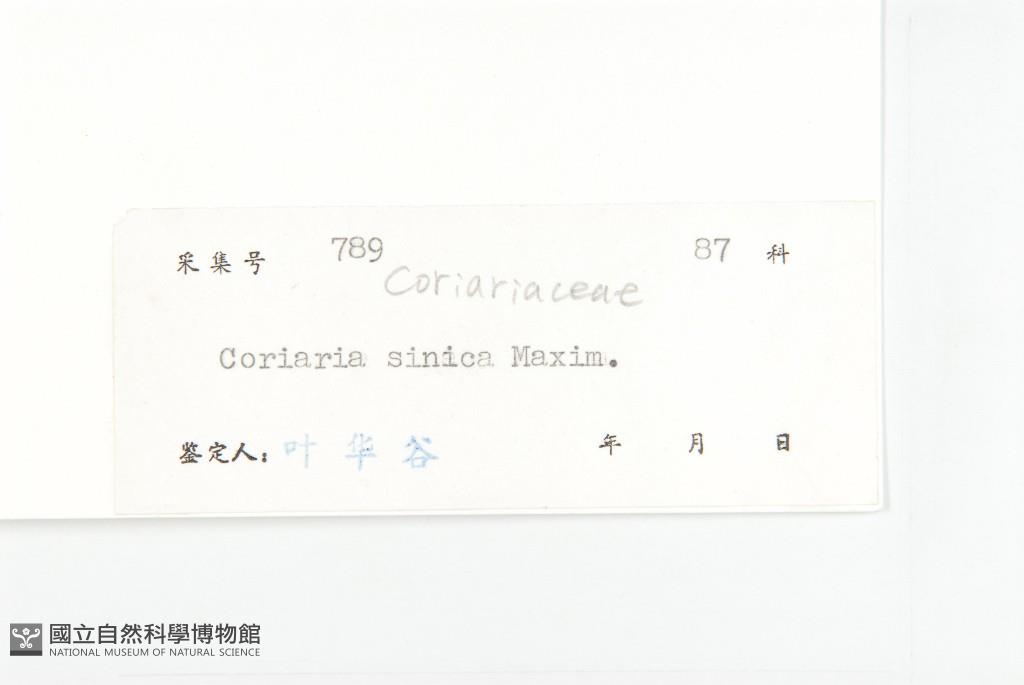 采集号 789 87 科
Coriariaceae
Coriaria sinica Maxim.
鉴定人: 叶华谷 年 月 日
國立自然科學博物館
NATIONAL MUSEUM OF NATURAL SCIENCE